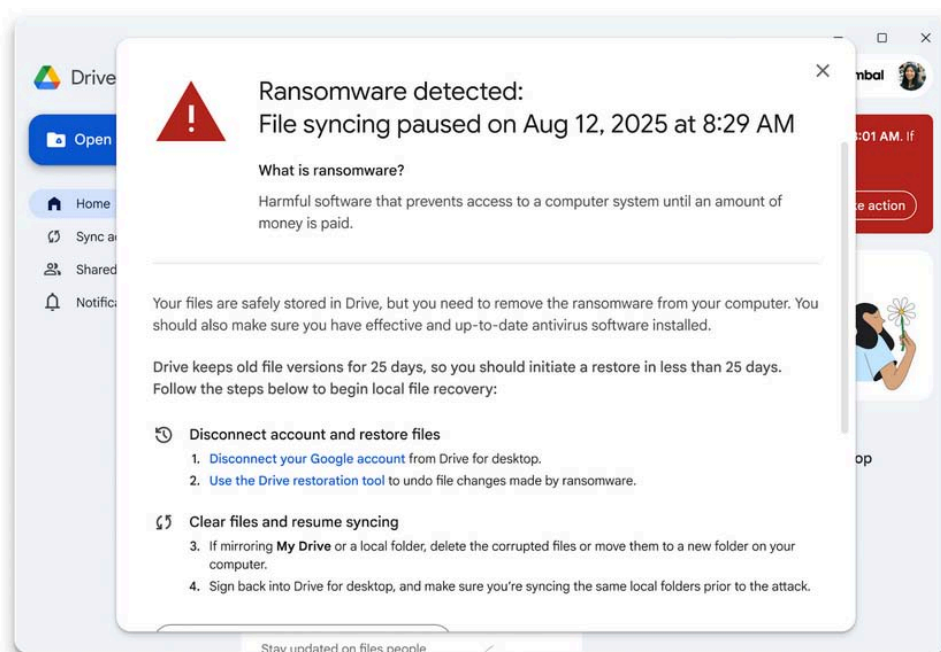 Drive
mbal
Open
Home
Sync a
Shared
Notific
:01 AM. If
e action
op
Ransomware detected:
File syncing paused on Aug 12, 2025 at 8:29 AM
What is ransomware?
Harmful software that prevents access to a computer system until an amount of
money is paid.
Your files are safely stored in Drive, but you need to remove the ransomware from your computer. You
should also make sure you have effective and up-to-date antivirus software installed.
Drive keeps old file versions for 25 days, so you should initiate a restore in less than 25 days.
Follow the steps below to begin local file recovery:
Disconnect account and restore files
1. Disconnect your Google account from Drive for desktop.
2. Use the Drive restoration tool to undo file changes made by ransomware.
Clear files and resume syncing
3. If mirroring My Drive or a local folder, delete the corrupted files or move them to a new folder on your
computer.
4. Sign back into Drive for desktop, and make sure you're syncing the same local folders prior to the attack.
Stay updated on files people